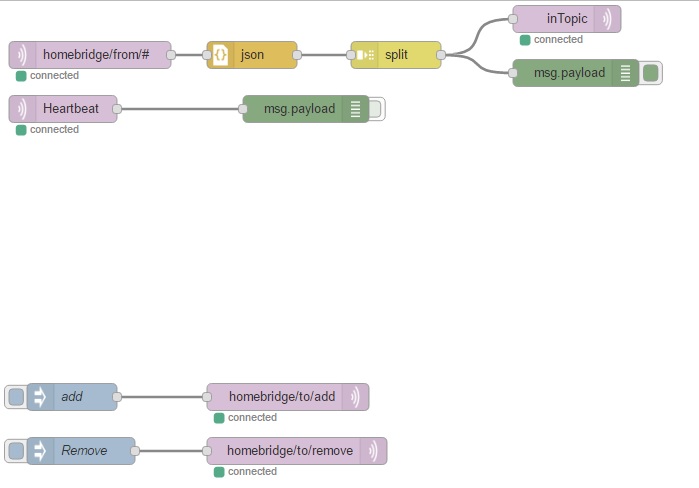 inTopic
connected
homebridge/from/#
json
split
connected
msg.payload
Heartbeat
msg.payload
connected
add
homebridge/to/add
connected
Remove
homebridge/to/remove
connected